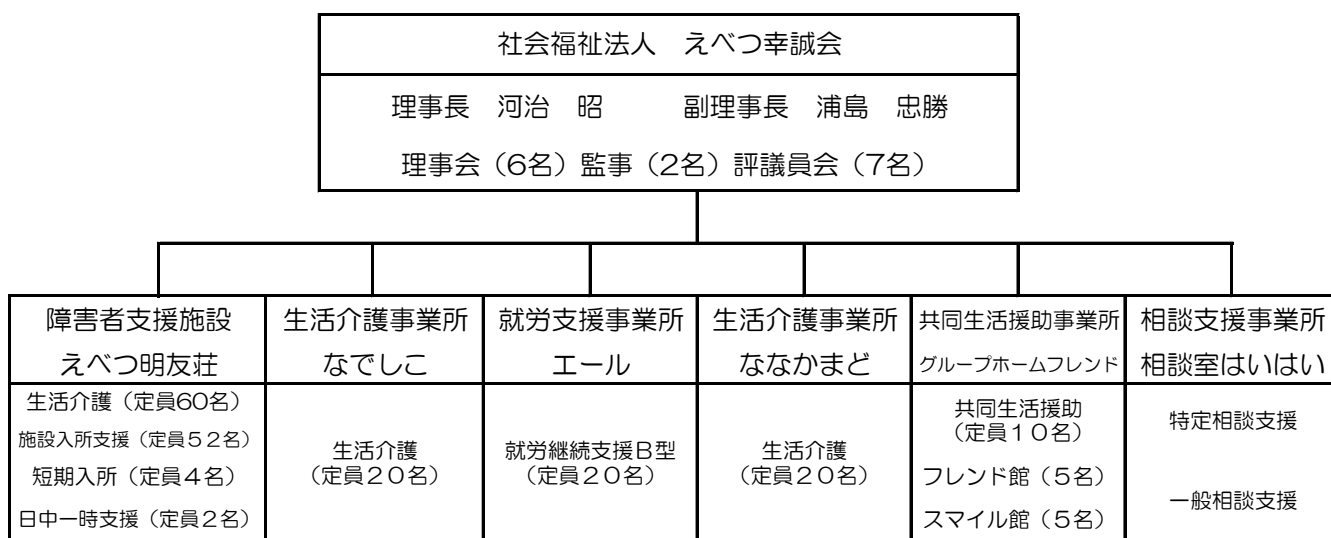 社会福祉法人　えべつ幸誠会
理事長　河治　昭　　　副理事長　浦島　忠勝
理事会（6名）監事（2名）評議員会（7名）
障害者支援施設
えべつ明友荘
生活介護（定員60名）
施設入所支援（定員５２名）
短期入所（定員４名）
日中一時支援（定員２名）
生活介護事業所
なでしこ
生活介護
（定員２０名）
就労支援事業所
エール
就労継続支援Ｂ型
（定員２０名）
生活介護事業所
ななかまど
生活介護
（定員２０名）
共同生活援助事業所
グループホームフレンド
共同生活援助
（定員１０名）
フレンド館（５名）
スマイル館（５名）
相談支援事業所
相談室はいはい
特定相談支援
一般相談支援